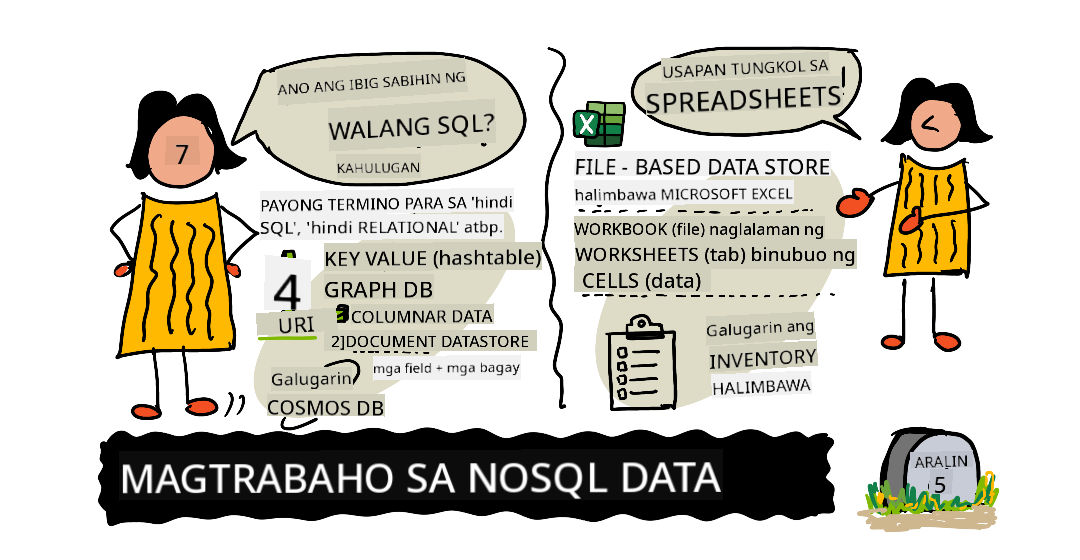 ANO ANG IBIG SABIHIN NG
WALANG SQL?
KAHULUGAN
7
PAYONG TERMINO PARA SA 'hindi
SQL', 'hindi RELATIONAL' atbp.
4
URI
KEY VALUE (hashtable)
GRAPH DB
COLUMNAR DATA
2]DOCUMENT DATASTORE
mga field + mga bagay
Galugarin
COSMOS DB
USAPAN TUNGKOL SA
SPREADSHEETS!
X
FILE - BASED DATA STORE
halimbawa MICROSOFT EXCEL
WORKBOOK (file) naglalaman ng
WORKSHEETS (tab) binubuo ng
CELLS (data)
Galugarin ang
INVENTORY
HALIMBAWA
MAGTRABAHO SA NOSQL DATA
ARALIN
5